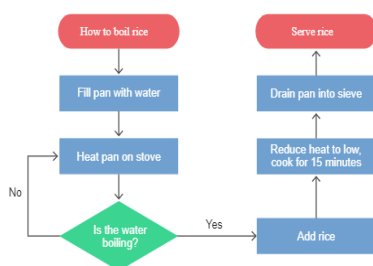 How to boil rice
Fill pan with water
Heat pan on stove
No
Is the water
boiling?
Yes
Add rice
Reduce heat to low,
cook for 15 minutes
Drain pan into sieve
Serve rice